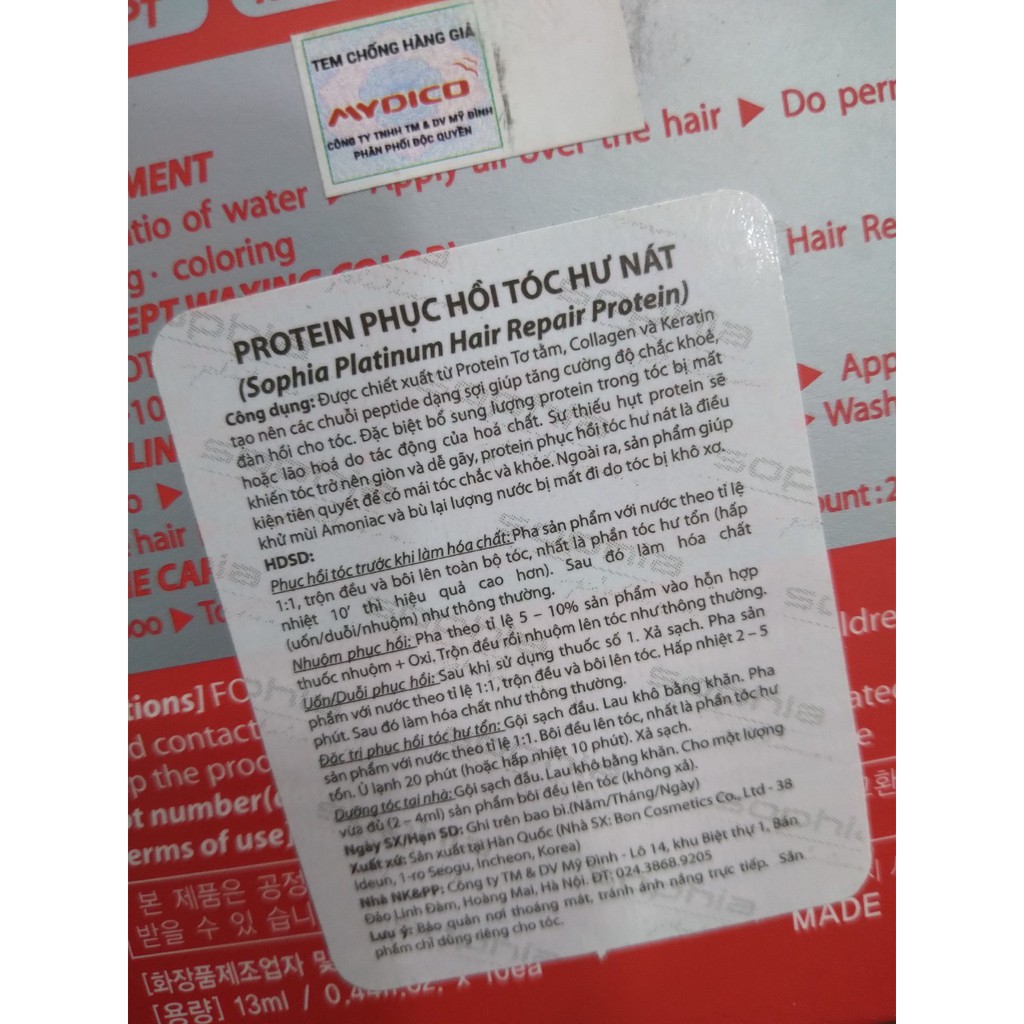 PT
TEM CHỐNG HÀNG GIẢ
MYDICO
CÔNG TY TNHH TM & DV MỸ ĐÌNH
PHÂN PHỐI ĐỘC QUYỀN
MENT
atio of water ▶ Apply all over the hair ▶ Do perr
g · coloring
EPT WAXING COLOR
Hair Re
▶ App
LIN
▶ Wash
ount : 2
hair
HE CAR
poo ▶ To
PROTEIN PHỤC HỒI TÓC HƯ NÁT
(Sophia Platinum Hair Repair Protein)
Công dụng: Được chiết xuất từ Protein Tơ tằm, Collagen và Keratin
tạo nên các chuỗi peptide dạng sợi giúp tăng cường độ chắc khoẻ,
đàn hồi cho tóc. Đặc biệt bổ sung lượng protein trong tóc bị mất
hoặc lão hoá do tác động của hoá chất. Sự thiếu hụt protein sẽ
khiến tóc trở nên giòn và dễ gãy, protein phục hồi tóc hư nát là điều
kiện tiên quyết để có mái tóc chắc và khỏe. Ngoài ra, sản phẩm giúp
khử mùi Amoniac và bù lại lượng nước bị mất đi do tóc bị khô xơ.
HDSD:
Phục hồi tóc trước khi làm hóa chất: Pha sản phẩm với nước theo tỉ lệ
1:1, trộn đều và bôi lên toàn bộ tóc, nhất là phần tóc hư tổn (hấp
nhiệt 10' thì hiệu quả cao hơn). Sau đó làm hóa chất
(uốn/duỗi/nhuộm) như thông thường.
Nhuộm phục hồi: Pha theo tỉ lệ 5 – 10% sản phẩm vào hỗn hợp
thuốc nhuộm + Oxi. Trộn đều rồi nhuộm lên tóc như thông thường.
Uốn/Duỗi phục hồi: Sau khi sử dụng thuốc số 1. Xả sạch. Pha sản
phẩm với nước theo tỉ lệ 1:1, trộn đều và bôi lên tóc. Hấp nhiệt 2 – 5
phút. Sau đó làm hóa chất như thông thường.
Đặc trị phục hồi tóc hư tổn: Gội sạch đầu. Lau khô bằng khăn. Pha
sản phẩm với nước theo tỉ lệ 1:1. Bôi đều lên tóc, nhất là phần tóc hư
tổn. Ủ lạnh 20 phút (hoặc hấp nhiệt 10 phút). Xả sạch.
Dưỡng tóc tại nhà: Gội sạch đầu. Lau khô bằng khăn. Cho một lượng
vừa đủ (2 – 4ml) sản phẩm bôi đều lên tóc (không xả).
Ngày SX/Hạn SD: Ghi trên bao bì.(Năm/Tháng/Ngày)
Xuất xứ: Sản xuất tại Hàn Quốc (Nhà SX: Bon Cosmetics Co., Ltd - 38
Ideun, 1-ro Seogu, Incheon, Korea)
Nhà NK&PP: Công ty TM & DV Mỹ Đình - Lô 14, khu Biệt thự 1, Bán
Đảo Linh Đàm, Hoàng Mai, Hà Nội. ĐT: 024.3868.9205
Lưu ý: Bảo quản nơi thoáng mát, tránh ánh nắng trực tiếp. Sản
phẩm chỉ dùng riêng cho tóc.
tions] FO
d contact
p the proc
ot number(
erms of use]
ldre
ate
교환
본 제품은 공정
받을 수 있습니
MADE
[화장품제조업자 및
[용량] 13ml / 0.44fl.oz. x 10ea